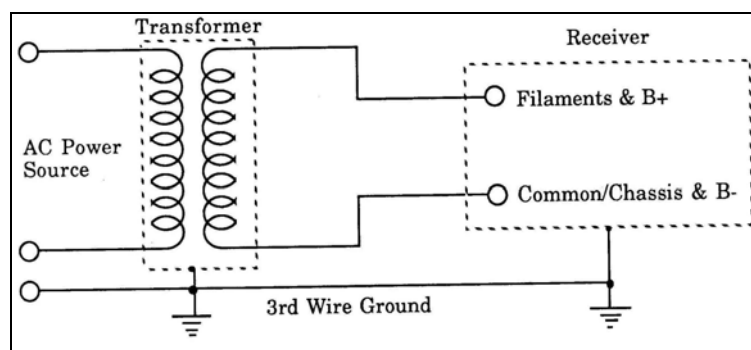 Transformer
Receiver
Filaments & B+
AC Power
Source
Common/Chassis & B-
3rd Wire Ground